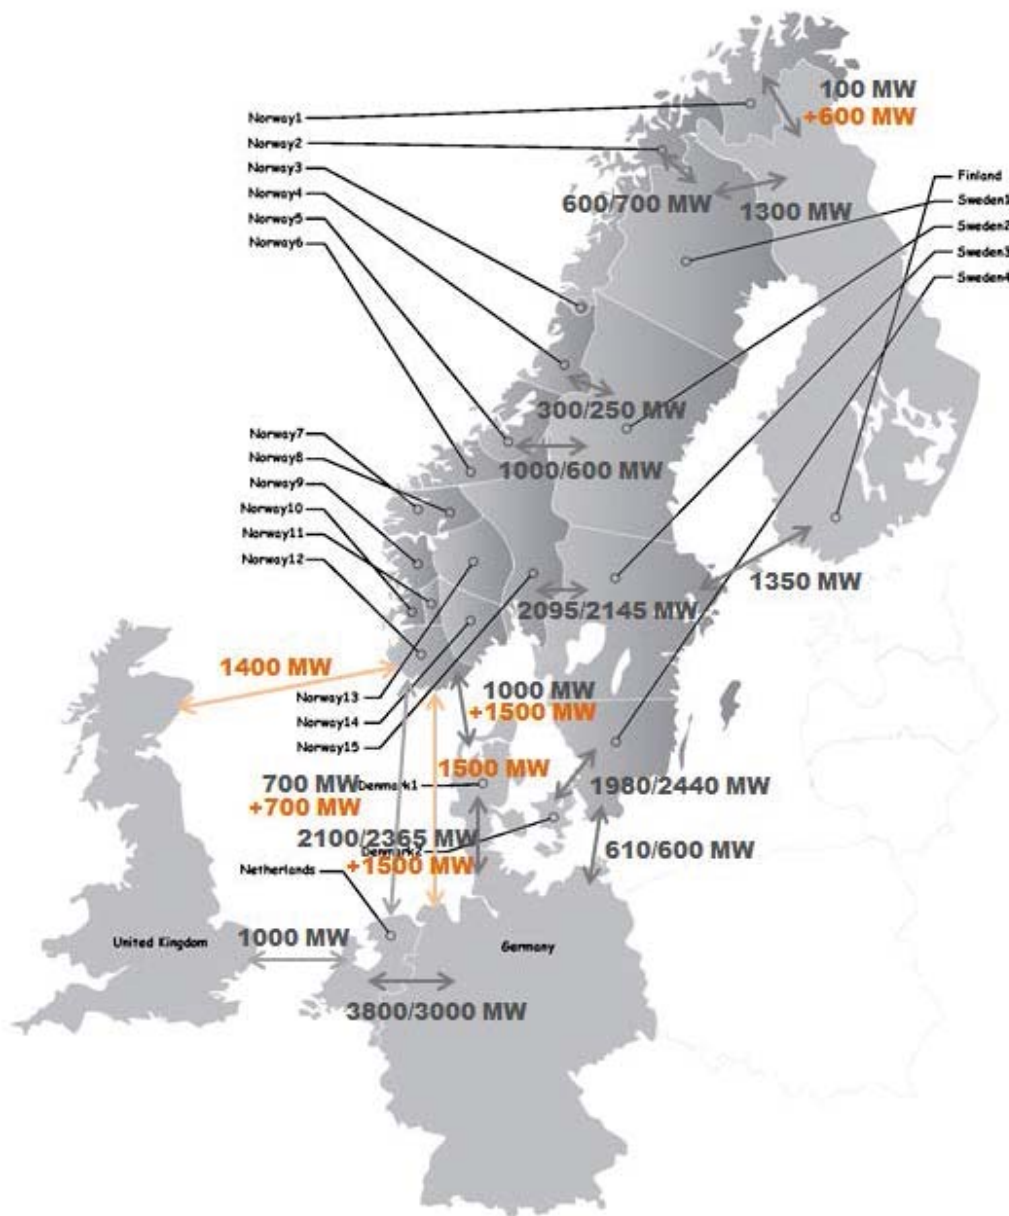 100 MW
+600 MW
Norway1
Norway2
Norway3
Norway4
Norway5
Norway6
Finland
Sweden1
Sweden2
Sweden3
Sweden4
600/700 MW
1300 MW
300/250 MW
1000/600 MW
Norway7
Norway8
Norway9
Norway10
Norway11
Norway12
1350 MW
2095/2145 MW
1400 MW
Norway13
Norway14
Norway15
1000 MW
+1500 MW
700 MW
+700 MW
1500 MW
Denmark1
1980/2440 MW
2100/2365 MW
+1500 MW
Denmark2
610/600 MW
Netherlands
United Kingdom
1000 MW
Germany
3800/3000 MW